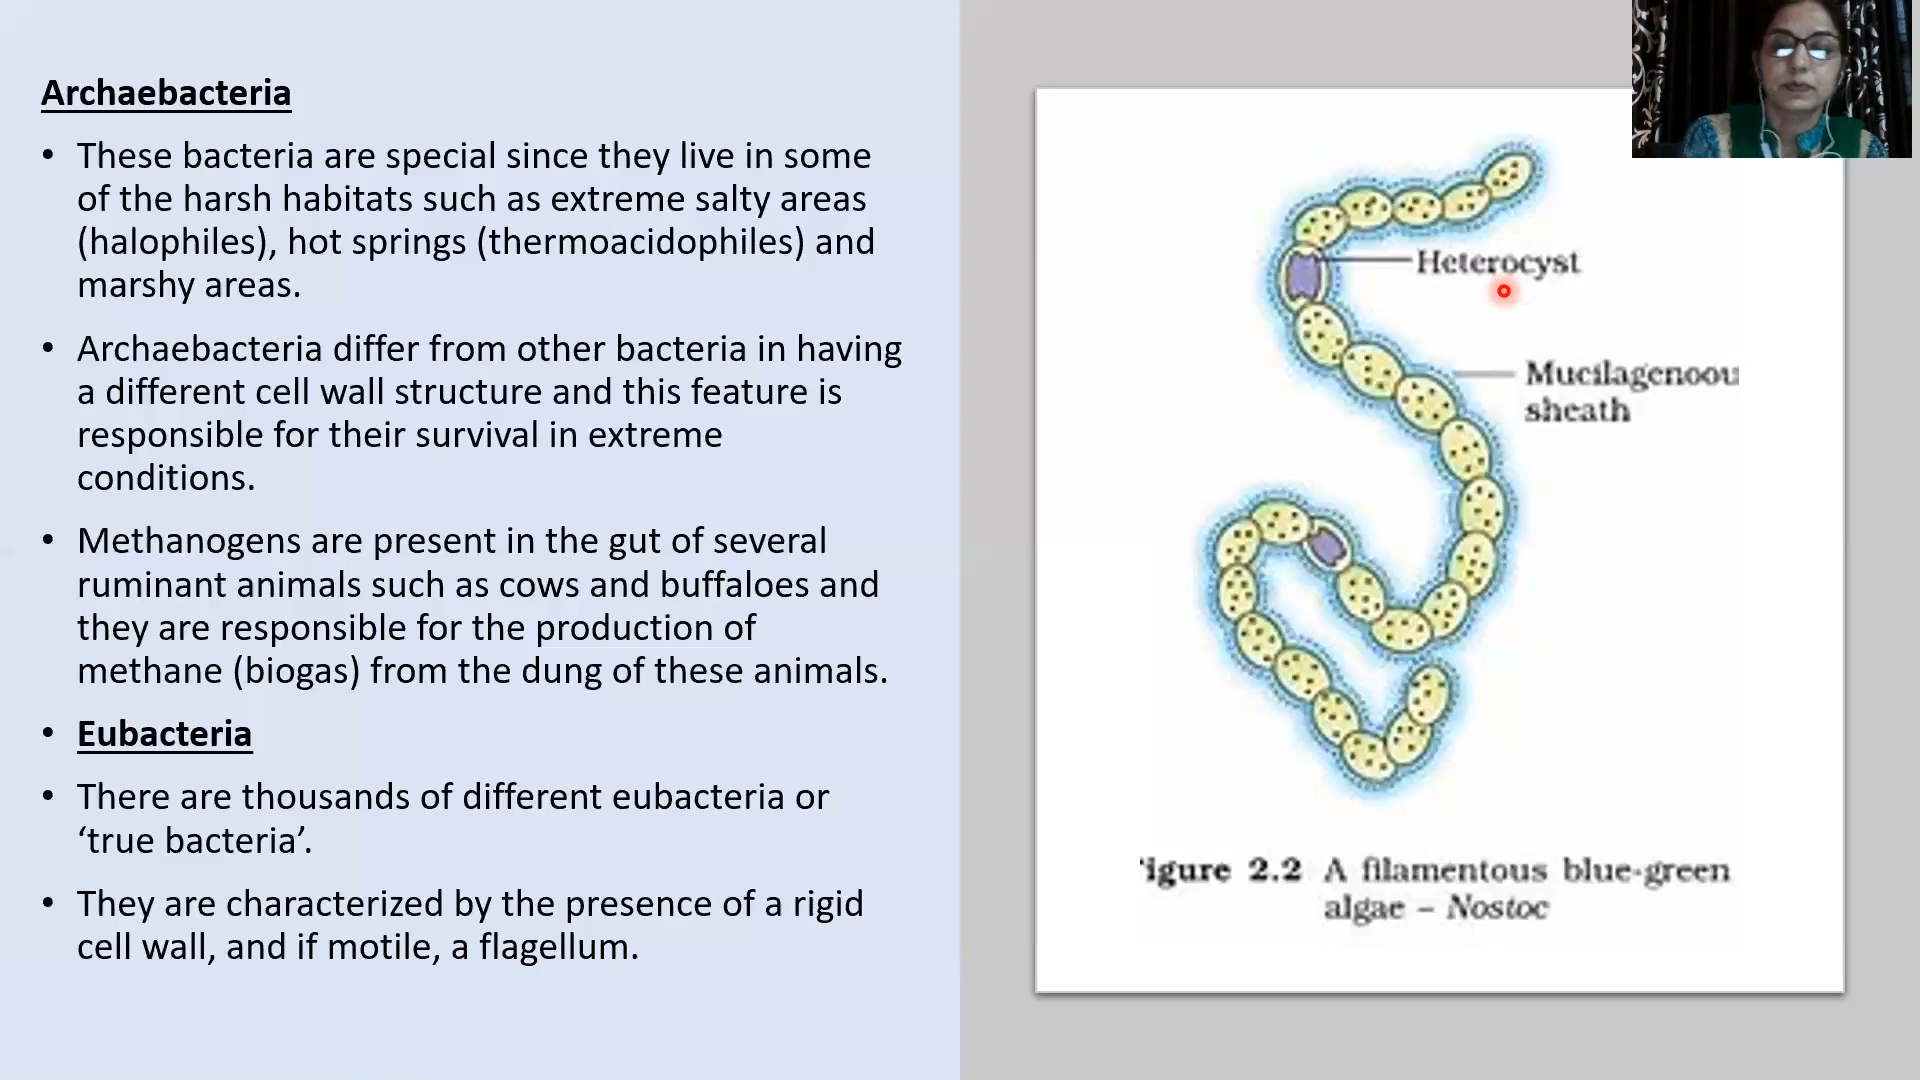 Archaebacteria
• These bacteria are special since they live in some
of the harsh habitats such as extreme salty areas
(halophiles), hot springs (thermoacidophiles) and
marshy areas.
• Archaebacteria differ from other bacteria in having
a different cell wall structure and this feature is
responsible for their survival in extreme
conditions.
• Methanogens are present in the gut of several
ruminant animals such as cows and buffaloes and
they are responsible for the production of
methane (biogas) from the dung of these animals.
• Eubacteria
• There are thousands of different eubacteria or
‘true bacteria’.
• They are characterized by the presence of a rigid
cell wall, and if motile, a flagellum.
Heterocyst
Mucilagenoou
sheath
igure 2.2 A filamentous blue-green
algae – Nostoc